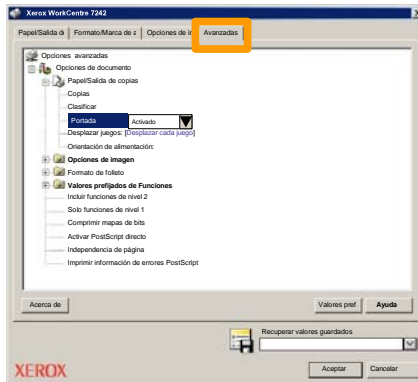 Xerox WorkCentre 7242
Papel/Salida d Formato/Marca de a Opciones de i Avanzadas
Opciones avanzadas
Opciones de documento
Papel/Salida de copias
Copias
Clasificar
Portada Activado
Desplazar juegos: [Desplazar cada juego]
Orientación de alimentación:
Opciones de imagen
Formato de folleto
Valores prefijados de Funciones
Incluir funciones de nivel 2
Solo funciones de nivel 1
Comprimir mapas de bits
Activar PostScript directo
Independencia de página
Imprimir información de errores PostScript
Acerca de Valores pref Ayuda
Recuperar valores guardados
XEROX Aceptar Cancelar